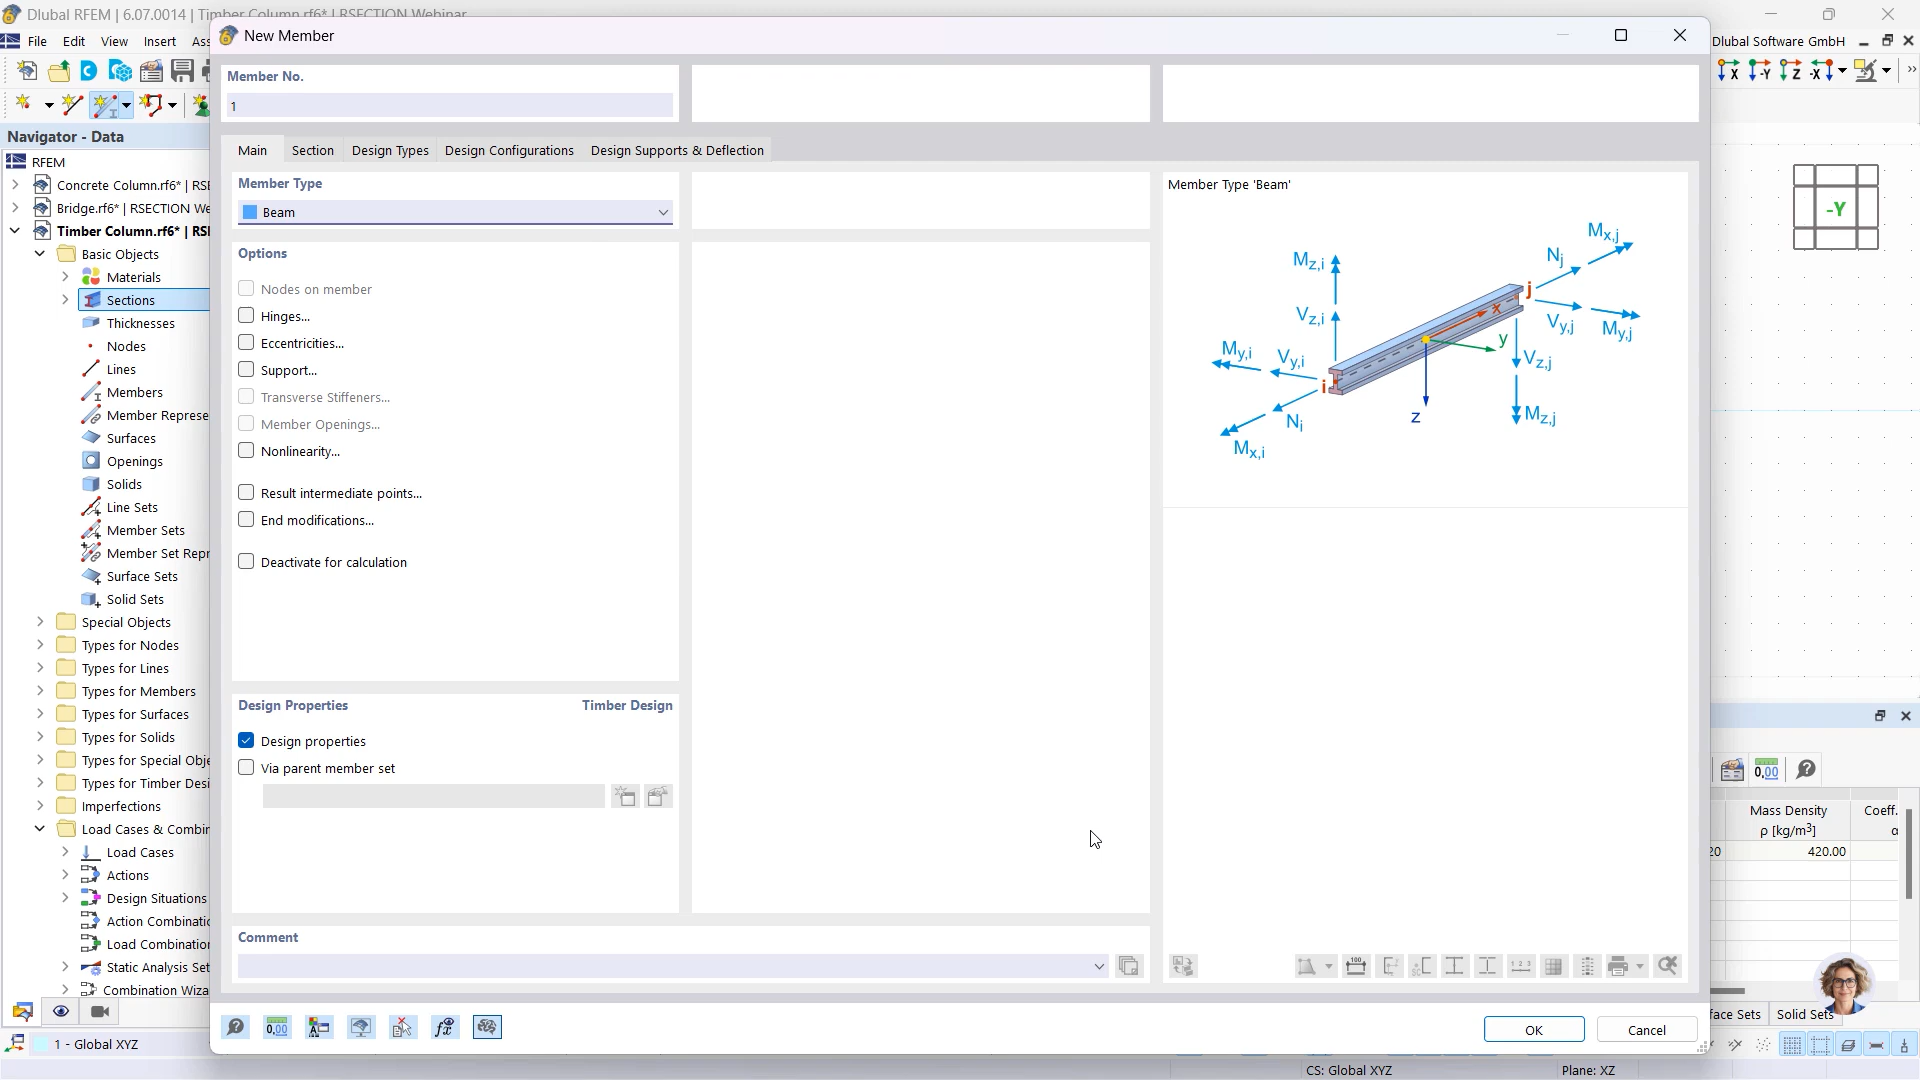 Dlubal RFEM | 6.07.0014 | Timber Column.rf6* | RSECTION Webinar
New Member
File Edit View Insert Ass
Dlubal Software GmbH
Member No.
1
Navigator - Data
RFEM
Concrete Column.rf6* | RSE
Bridge.rf6* | RSECTION We
Timber Column.rf6* | RSI
Basic Objects
Materials
Sections
Thicknesses
Nodes
Lines
Members
Member Represe
Surfaces
Openings
Solids
Line Sets
Member Sets
Member Set Repr
Surface Sets
Solid Sets
Special Objects
Types for Nodes
Types for Lines
Types for Members
Types for Surfaces
Types for Solids
Types for Special Obje
Types for Timber Desi
Imperfections
Load Cases & Combin
Load Cases
Actions
Design Situations
Action Combinatio
Load Combination
Static Analysis Set
Combination Wiza
1 - Global XYZ
Main Section Design Types Design Configurations Design Supports & Deflection
Member Type
Beam
Options
Nodes on member
Hinges...
Eccentricities...
Support...
Transverse Stiffeners...
Member Openings...
Nonlinearity...
Result intermediate points...
End modifications...
Deactivate for calculation
Design Properties Timber Design
Design properties
Via parent member set
Comment
Member Type 'Beam'
Mx,j
Nj
Mz,i
j
x
Vz,i
Vy,j
My,j
y
My,i
Vy,i
Vz,j
i
z
Mz,j
Ni
Mx,i
OK Cancel
X -Y Z -X
-Y
Mass Density Coeff.
ρ [kg/m³] α
20 420.00
face Sets Solid Sets
CS: Global XYZ Plane: XZ